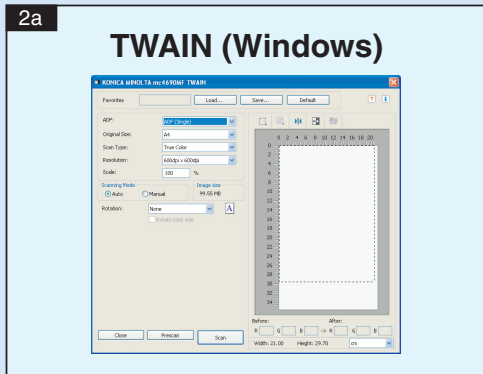 2a
TWAIN (Windows)
KONICA MINOLTA mc4690MF TWAIN
Favorites Load... Save... Default ? i
ADF: ADF (Single)
Original Size: A4
Scan Type: True Color
Resolution: 600dpi x 600dpi
Scale: 100 %
Scanning Mode
Auto Manual
Image size
99.55 MB
Rotation: None A
Rotate back side
0 2 4 6 8 10 12 14 16 18 20
0
2
4
6
8
10
12
14
16
18
20
22
24
26
28
30
32
34
Before: After:
R G B -> R G B
Width: 21.00 Height: 29.70 cm
Close Prescan Scan